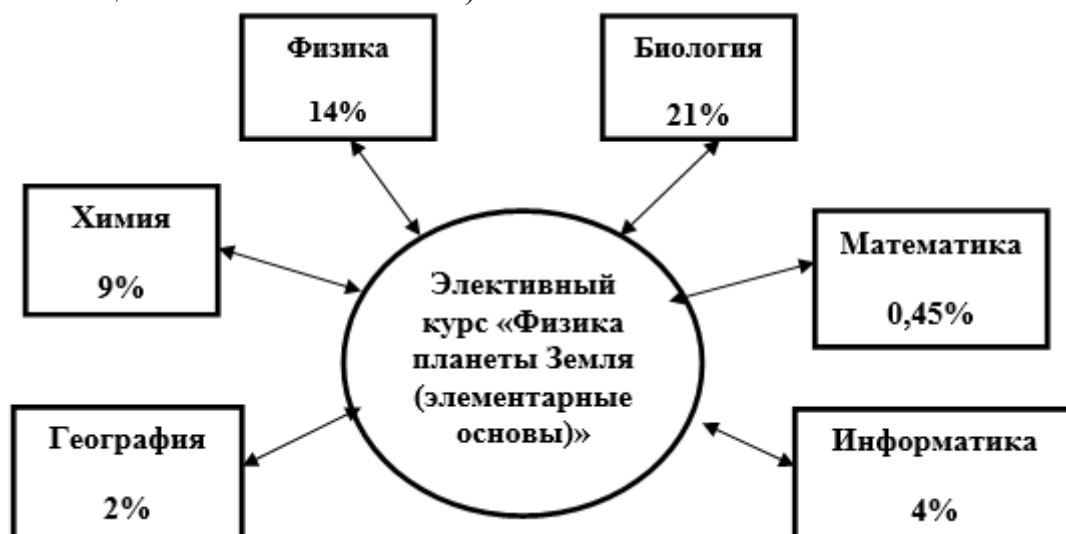 Физика
14%
Биология
21%
Химия
9%
Математика
0,45%
Элективный
курс «Физика
планеты Земля
(элементарные
основы)»
География
2%
Информатика
4%